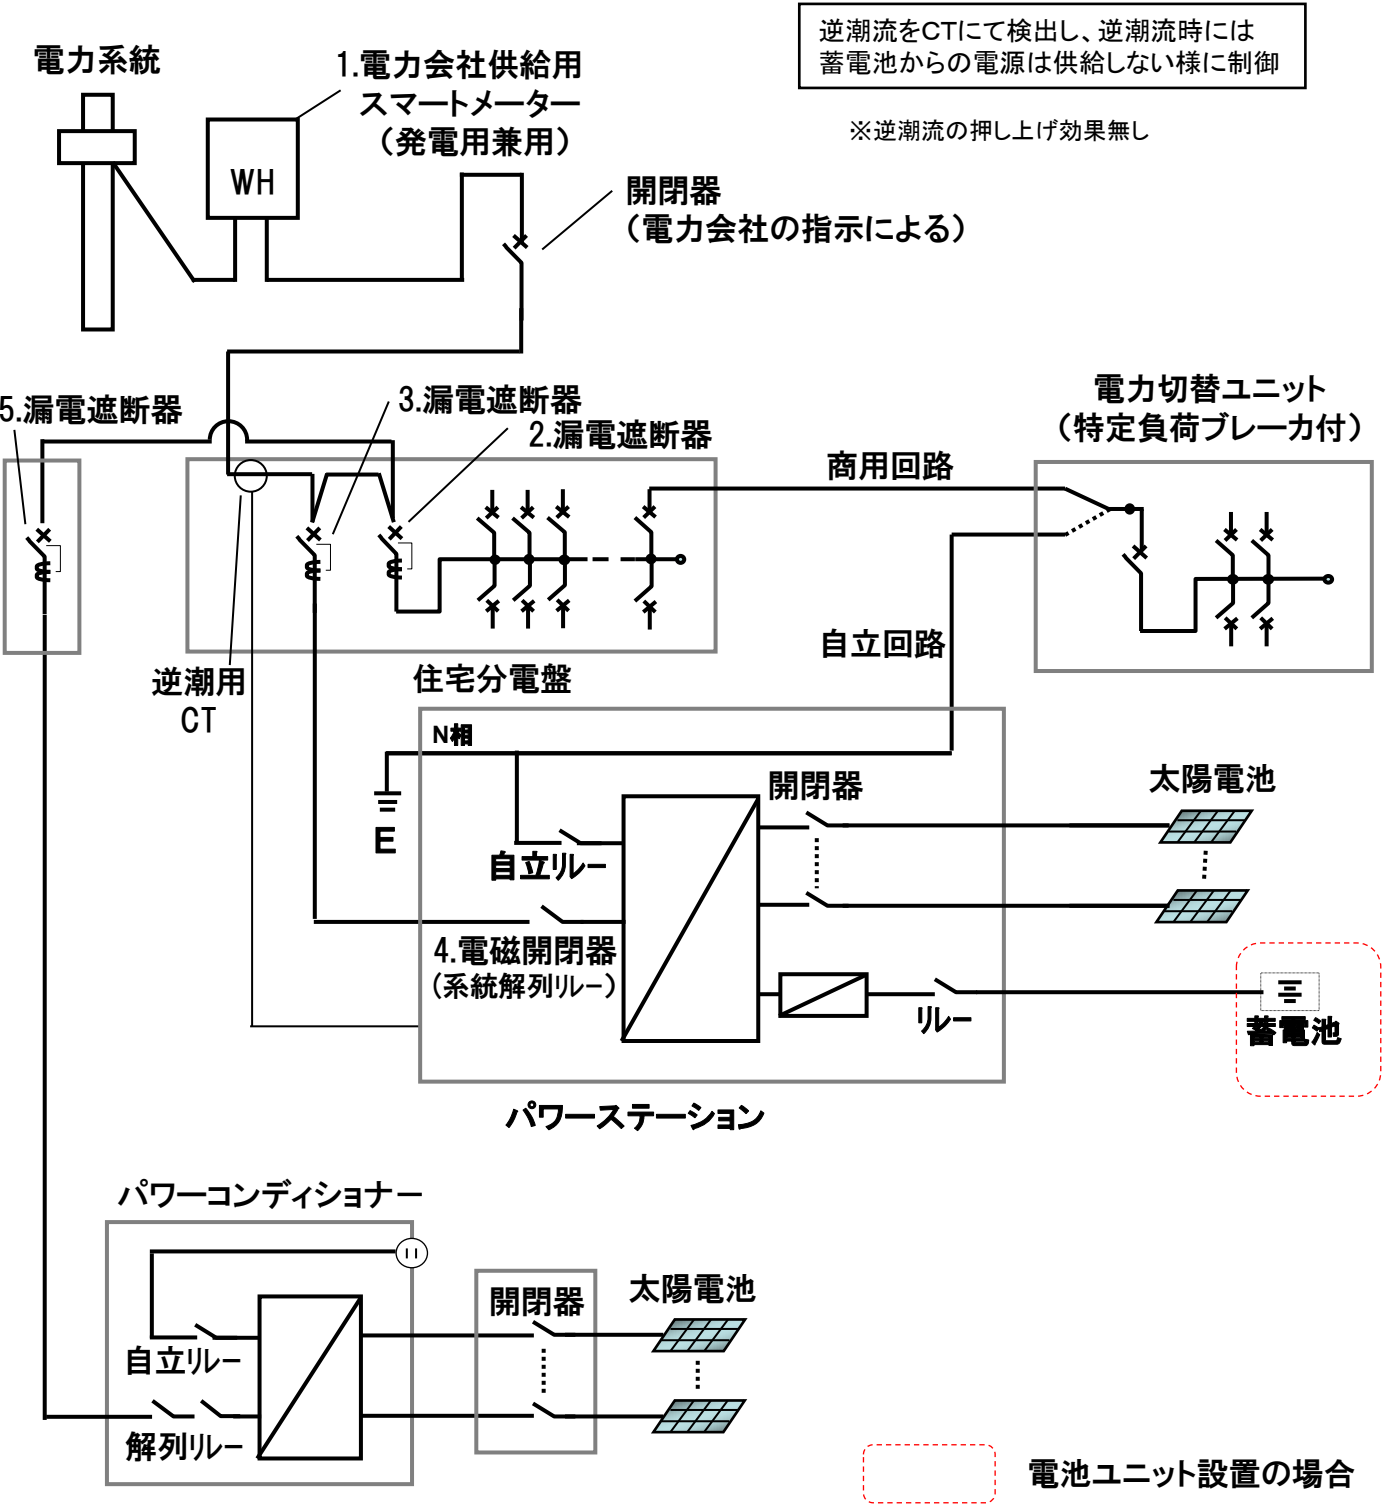 逆潮流をCTにて検出し、逆潮流時には
蓄電池からの電源は供給しない様に制御
※逆潮流の押し上げ効果無し
電力系統
1.電力会社供給用
スマートメーター
（発電用兼用）
WH
開閉器
（電力会社の指示による）
5.漏電遮断器
3.漏電遮断器
2.漏電遮断器
電力切替ユニット
（特定負荷ブレーカ付）
商用回路
自立回路
逆潮用
CT
住宅分電盤
N相
E
自立リレー
開閉器
太陽電池
4.電磁開閉器
（系統解列リレー）
リレー
蓄電池
パワーステーション
パワーコンディショナー
自立リレー
解列リレー
開閉器
太陽電池
電池ユニット設置の場合